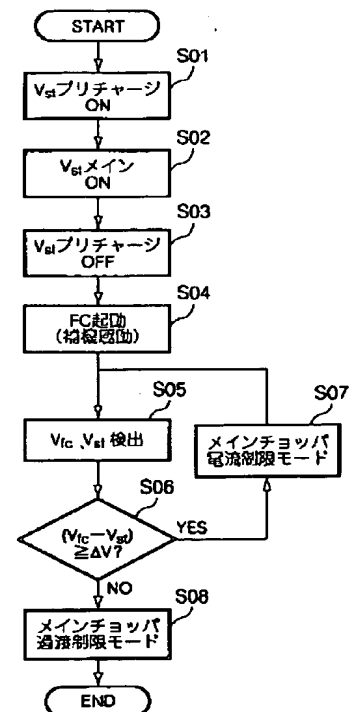 START
S01
Vstプリチャージ
ON
S02
Vstメイン
ON
S03
Vstプリチャージ
OFF
S04
FC起動
S05
Vfc、Vst 検出
S07
メインチョッパ
電流制限モード
S06
(Vfc−Vst)
≧ΔV?
YES
NO
S08
メインチョッパ
過渡制限モード
END